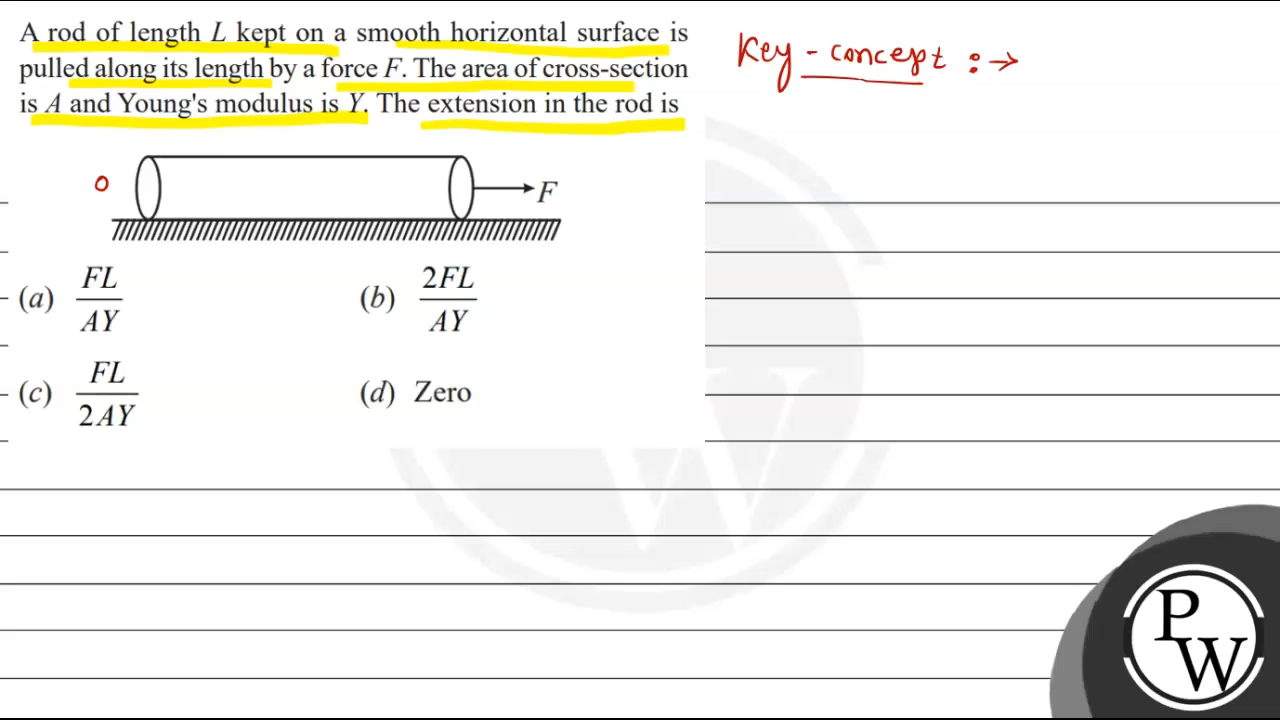 A rod of length L kept on a smooth horizontal surface is
pulled along its length by a force F. The area of cross-section
is A and Young's modulus is Y. The extension in the rod is
Key - concept : →
O
F
(a) FL/AY
(b) 2FL/AY
(c) FL/2AY
(d) Zero
P
W